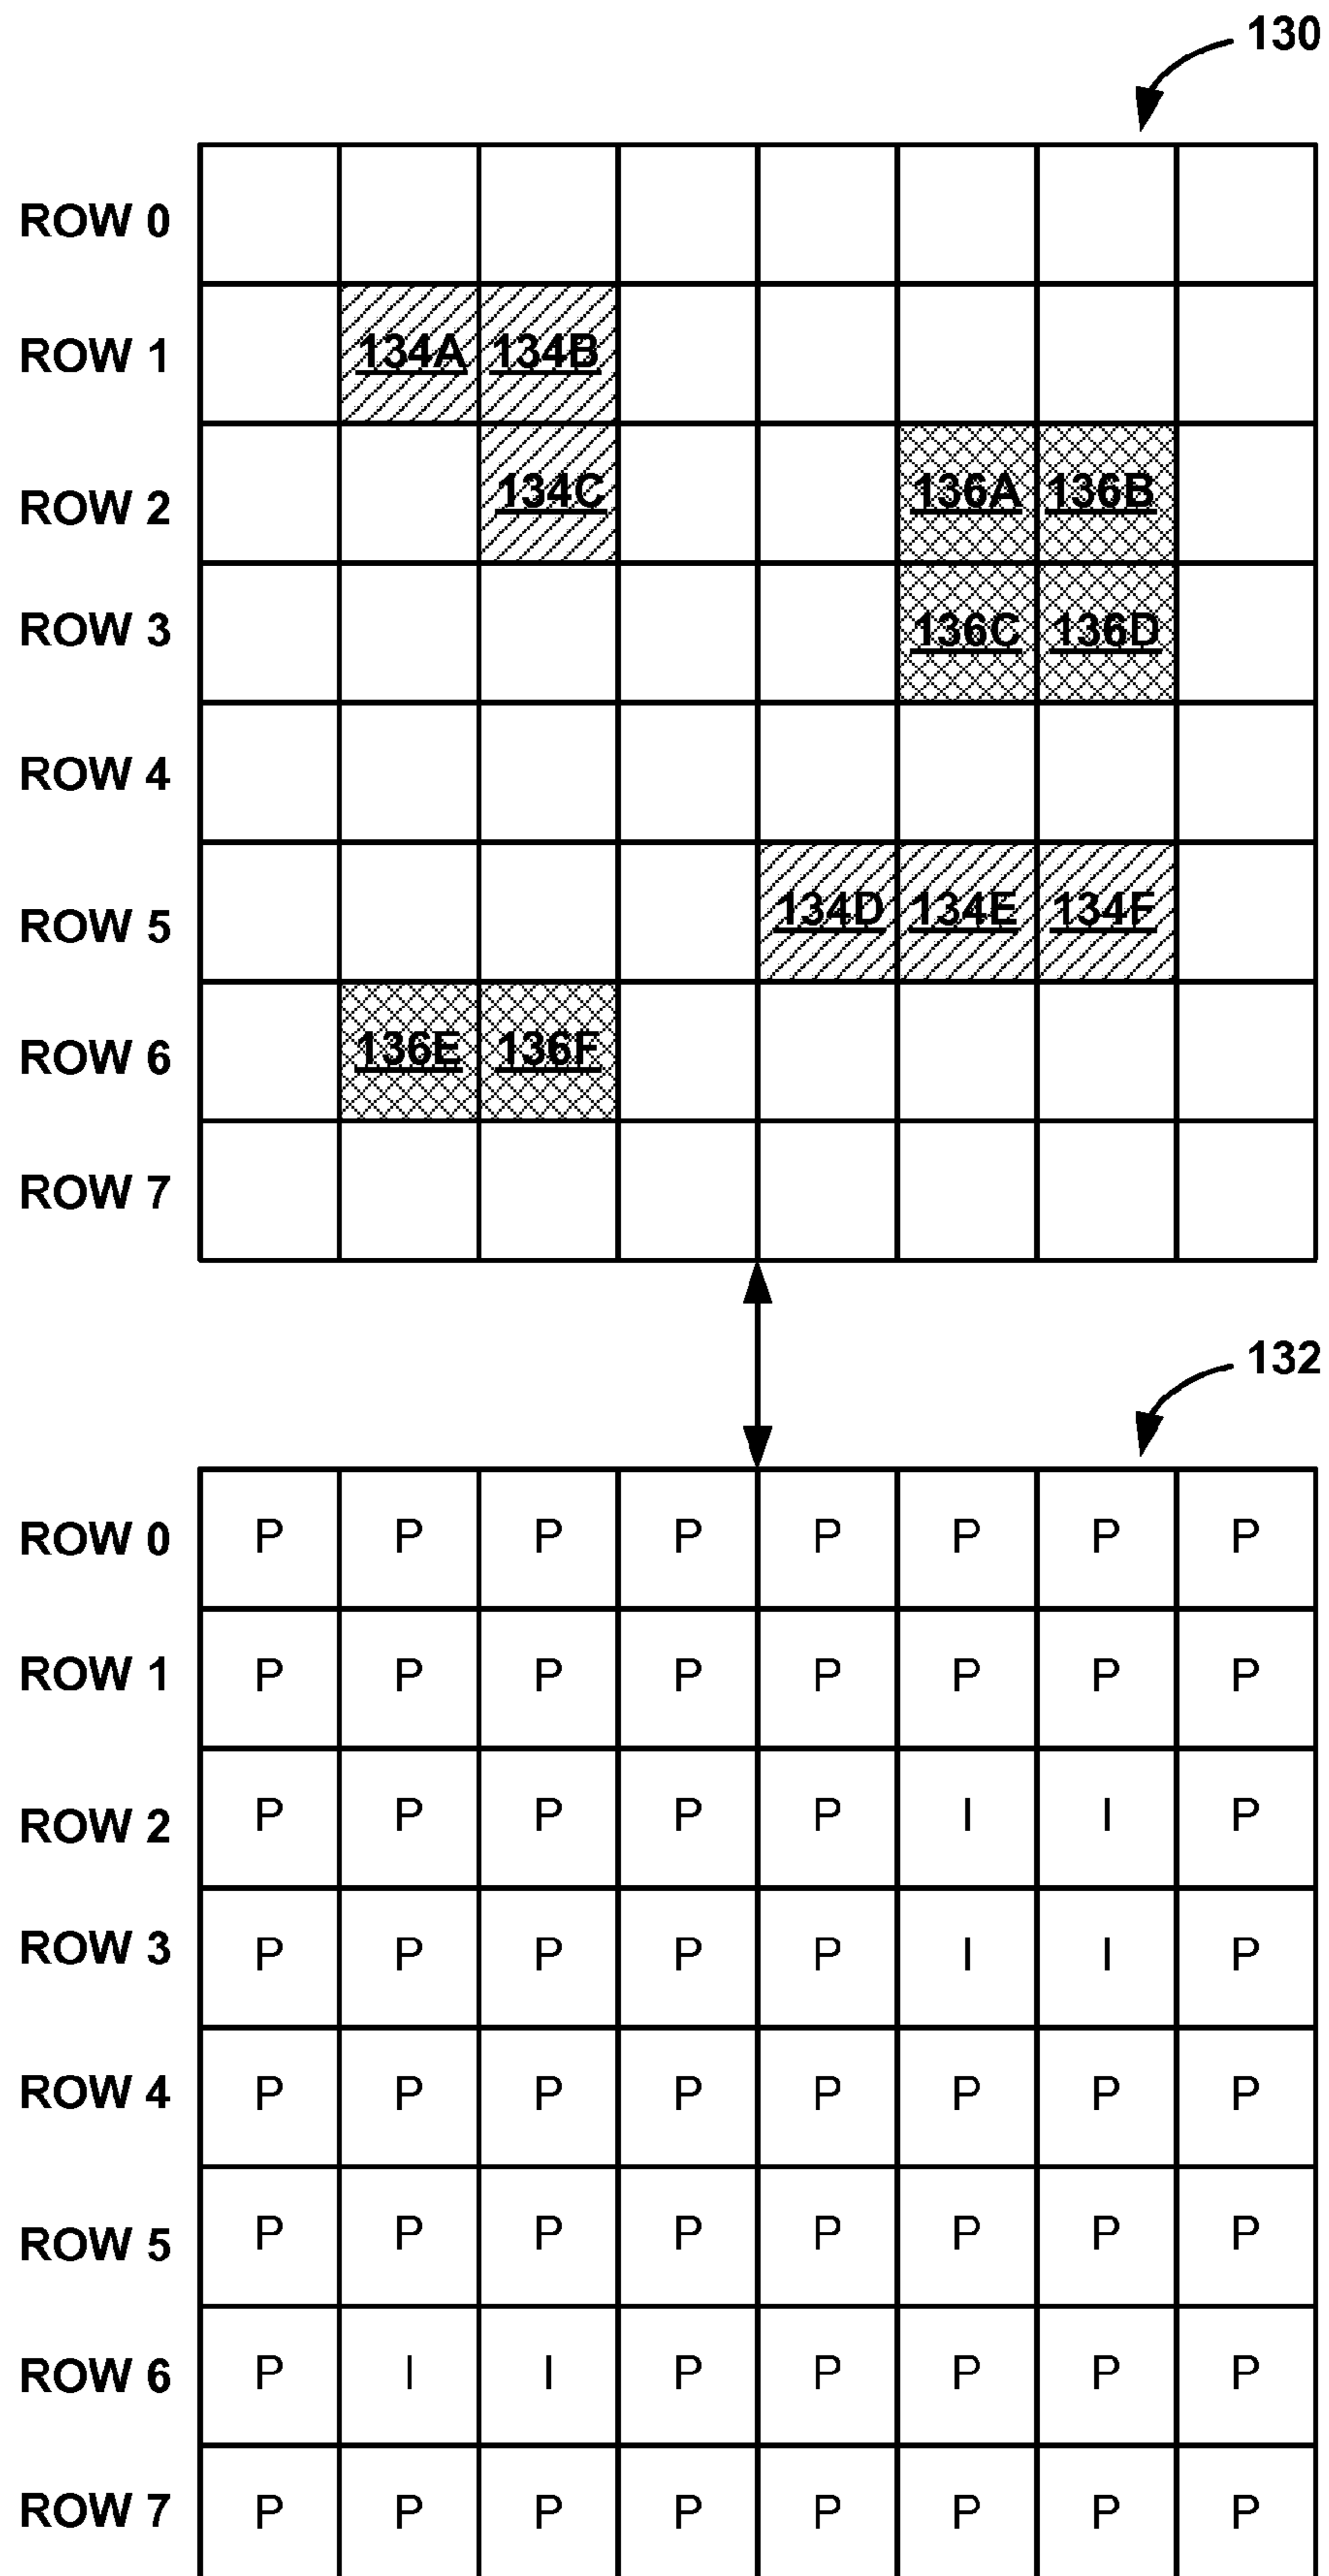 130
ROW 0
ROW 1 134A 134B
ROW 2 134C 136A 136B
ROW 3 136C 136D
ROW 4
ROW 5 134D 134E 134F
ROW 6 136E 136F
ROW 7
132
ROW 0 P P P P P P P P
ROW 1 P P P P P P P P
ROW 2 P P P P P I I P
ROW 3 P P P P P I I P
ROW 4 P P P P P P P P
ROW 5 P P P P P P P P
ROW 6 P I I P P P P P
ROW 7 P P P P P P P P